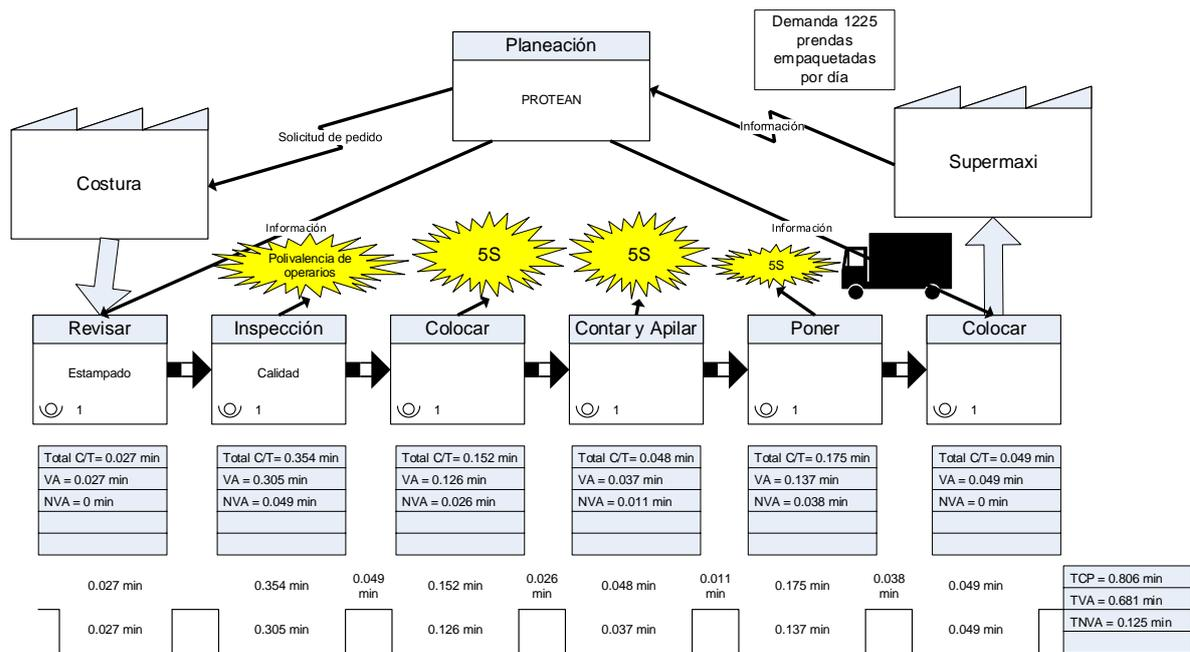 Demanda 1225
prendas
empaquetadas
por día
Planeación
PROTEAN
Solicitud de pedido
Información
Costura
Supermaxi
Información
Información
Polivalencia de
operarios
5S
5S
5S
Revisar
Estampado
1
Inspección
Calidad
1
Colocar
1
Contar y Apilar
1
Poner
1
Colocar
1
Total C/T= 0.027 min
VA = 0.027 min
NVA = 0 min
Total C/T= 0.354 min
VA = 0.305 min
NVA = 0.049 min
Total C/T= 0.152 min
VA = 0.126 min
NVA = 0.026 min
Total C/T= 0.048 min
VA = 0.037 min
NVA = 0.011 min
Total C/T= 0.175 min
VA = 0.137 min
NVA = 0.038 min
Total C/T= 0.049 min
VA = 0.049 min
NVA = 0 min
0.027 min
0.354 min
0.049
min
0.152 min
0.026
min
0.048 min
0.011
min
0.175 min
0.038
min
0.049 min
0.027 min
0.305 min
0.126 min
0.037 min
0.137 min
0.049 min
TCP = 0.806 min
TVA = 0.681 min
TNVA = 0.125 min